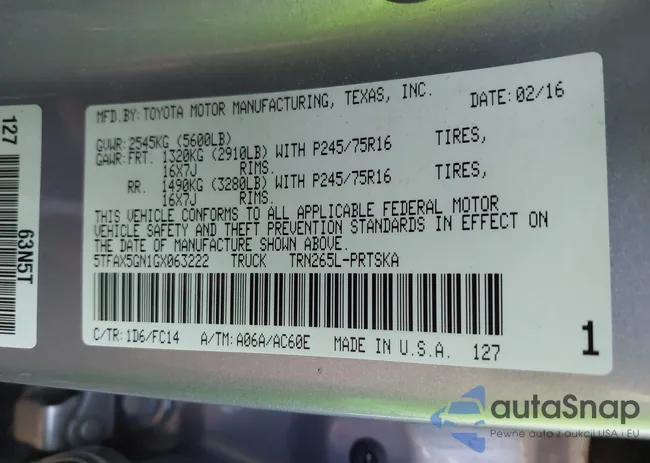 MFD.BY: TOYOTA MOTOR MANUFACTURING, TEXAS, INC. DATE: 02/16
GVWR: 2545KG (5600LB)
GAWR: FRT. 1320KG (2910LB) WITH P245/75R16 TIRES,
16X7J RIMS.
RR. 1490KG (3280LB) WITH P245/75R16 TIRES,
16X7J RIMS.
THIS VEHICLE CONFORMS TO ALL APPLICABLE FEDERAL MOTOR
VEHICLE SAFETY AND THEFT PREVENTION STANDARDS IN EFFECT ON
THE DATE OF MANUFACTURE SHOWN ABOVE.
5TFAX5GN1GX063222 TRUCK TRN265L-PRTSKA
C/TR: 1D6/FC14 A/TM: A06A/AC60E MADE IN U.S.A. 127
1
127
63N5T
autaSnap
Pewne auta z aukcji USA i EU